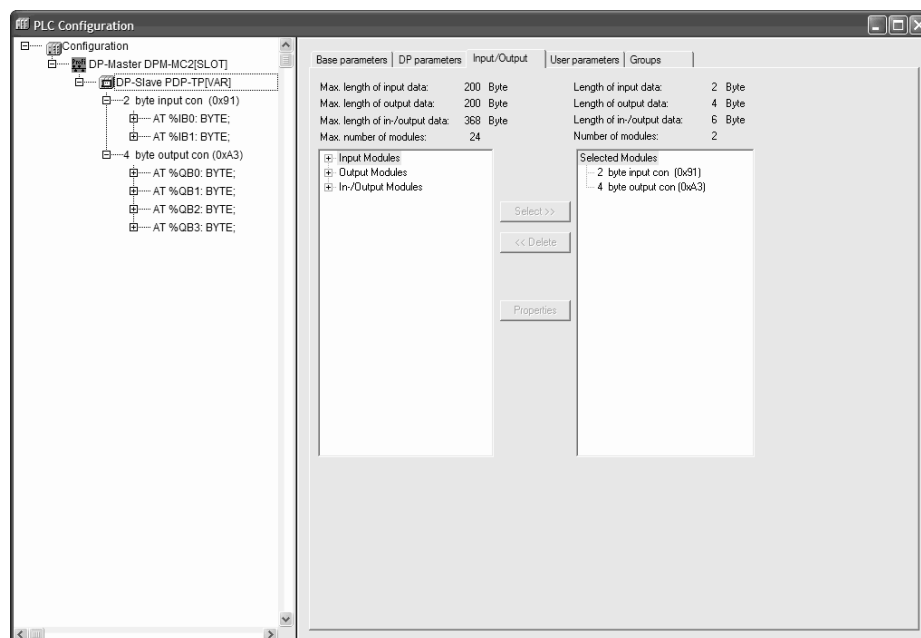 PLC Configuration
Configuration
DP-Master DPM-MC2[SLOT]
DP-Slave PDP-TP[VAR]
2 byte input con (0x91)
AT %IB0: BYTE;
AT %IB1: BYTE;
4 byte output con (0xA3)
AT %QB0: BYTE;
AT %QB1: BYTE;
AT %QB2: BYTE;
AT %QB3: BYTE;
Base parameters DP parameters Input/Output User parameters Groups
Max. length of input data: 200 Byte
Max. length of output data: 200 Byte
Max. length of in-/output data: 368 Byte
Max. number of modules: 24
Length of input data: 2 Byte
Length of output data: 4 Byte
Length of in-/output data: 6 Byte
Number of modules: 2
Input Modules
Output Modules
In-/Output Modules
Select >>
<< Delete
Properties
Selected Modules
2 byte input con (0x91)
4 byte output con (0xA3)